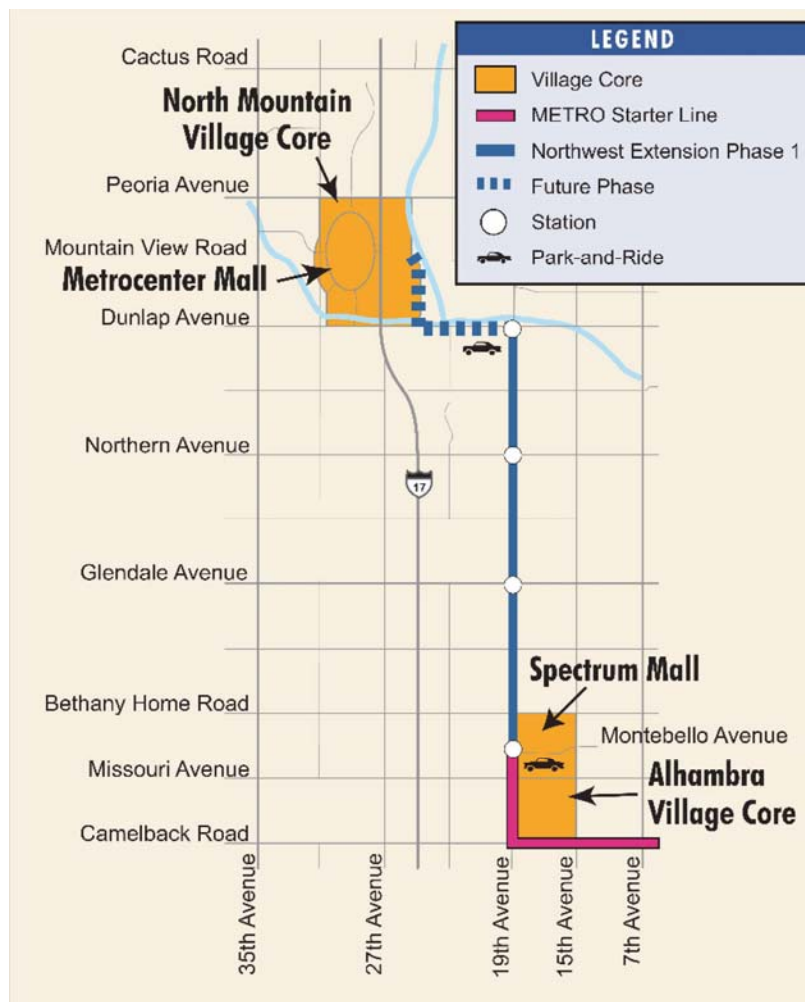 LEGEND
Village Core
METRO Starter Line
Northwest Extension Phase 1
Future Phase
Station
Park-and-Ride
Cactus Road
North Mountain
Village Core
Peoria Avenue
Mountain View Road
Metrocenter Mall
Dunlap Avenue
Northern Avenue
17
Glendale Avenue
Spectrum Mall
Bethany Home Road
Montebello Avenue
Missouri Avenue
Alhambra
Village Core
Camelback Road
35th Avenue
27th Avenue
19th Avenue
15th Avenue
7th Avenue